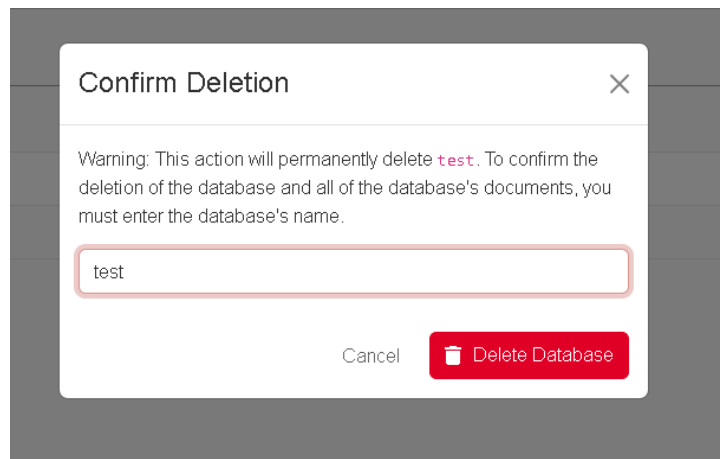 Confirm Deletion
Warning: This action will permanently delete test. To confirm the
deletion of the database and all of the database's documents, you
must enter the database's name.
test
Cancel
Delete Database